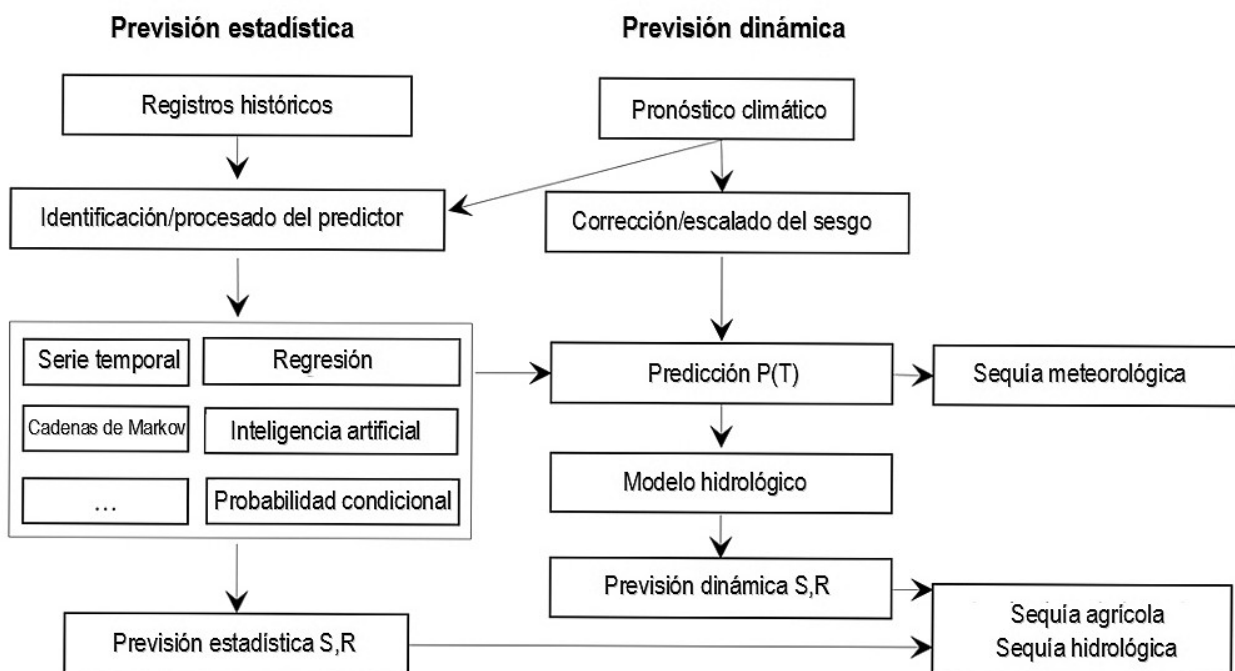 Previsión estadística
Previsión dinámica
Registros históricos
Pronóstico climático
Identificación/procesado del predictor
Corrección/escalado del sesgo
Serie temporal
Regresión
Predicción P(T)
Sequía meteorológica
Cadenas de Markov
Inteligencia artificial
Modelo hidrológico
…
Probabilidad condicional
Previsión dinámica S,R
Previsión estadística S,R
Sequía agrícola
Sequía hidrológica